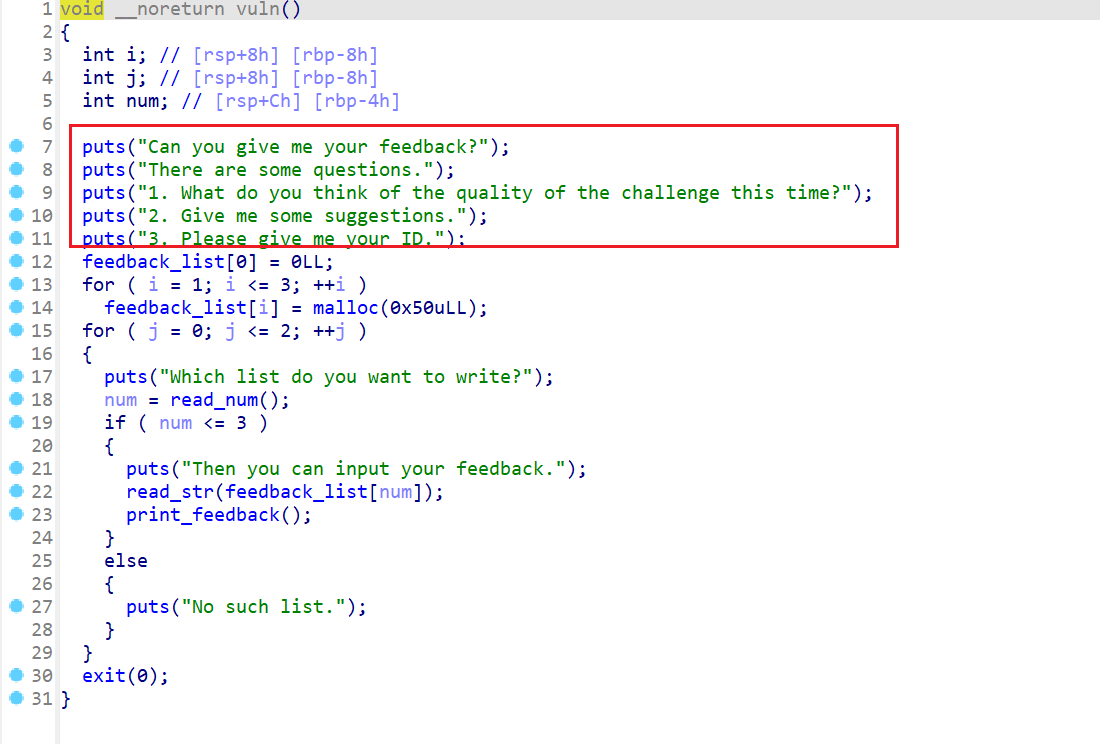 1 void __noreturn vuln()
2 {
3 int i; // [rsp+8h] [rbp-8h]
4 int j; // [rsp+8h] [rbp-8h]
5 int num; // [rsp+Ch] [rbp-4h]
6
7 puts("Can you give me your feedback?");
8 puts("There are some questions.");
9 puts("1. What do you think of the quality of the challenge this time?");
10 puts("2. Give me some suggestions.");
11 puts("3. Please give me your ID.");
12 feedback_list[0] = 0LL;
13 for ( i = 1; i <= 3; ++i )
14 feedback_list[i] = malloc(0x50uLL);
15 for ( j = 0; j <= 2; ++j )
16 {
17 puts("Which list do you want to write?");
18 num = read_num();
19 if ( num <= 3 )
20 {
21 puts("Then you can input your feedback.");
22 read_str(feedback_list[num]);
23 print_feedback();
24 }
25 else
26 {
27 puts("No such list.");
28 }
29 }
30 exit(0);
31 }